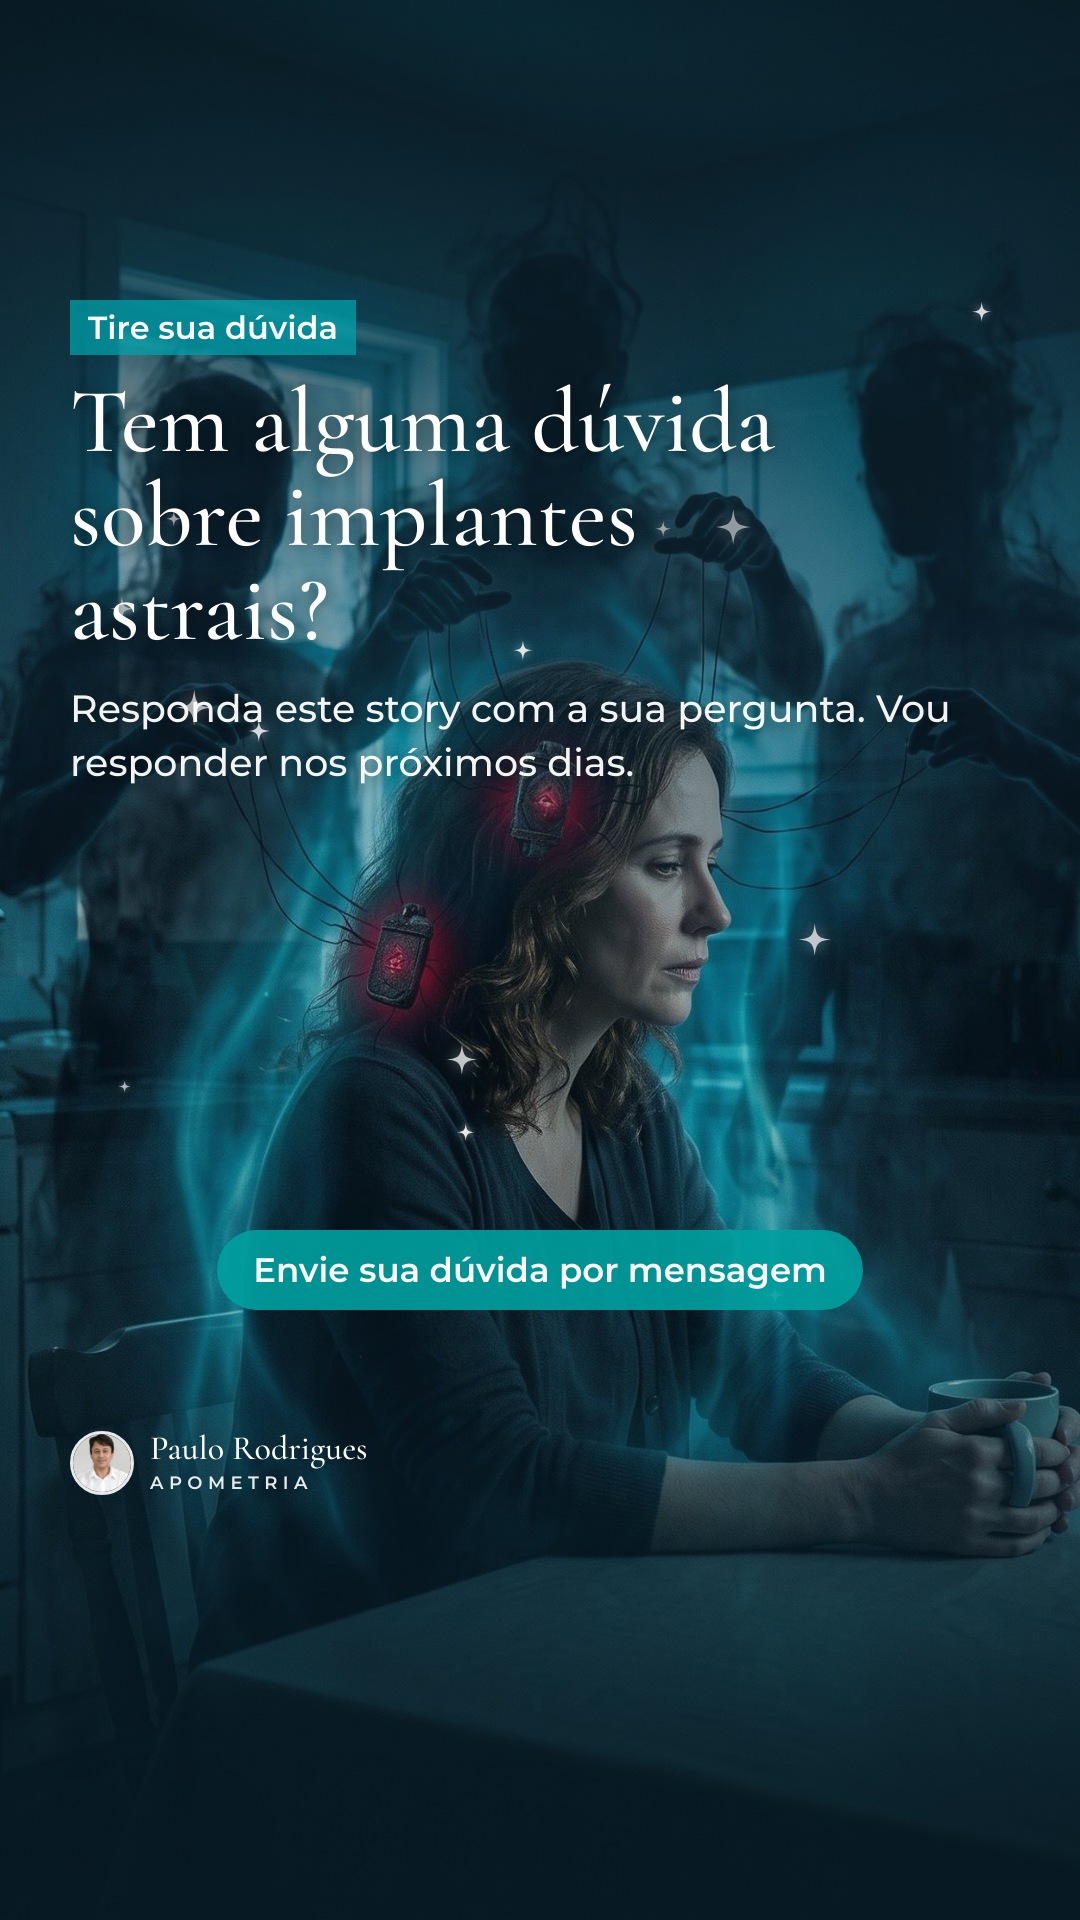 Tire sua dúvida
Tem alguma dúvida
sobre implantes
astrais?
Responda este story com a sua pergunta. Vou
responder nos próximos dias.
Envie sua dúvida por mensagem
Paulo Rodrigues
APOMETRIA